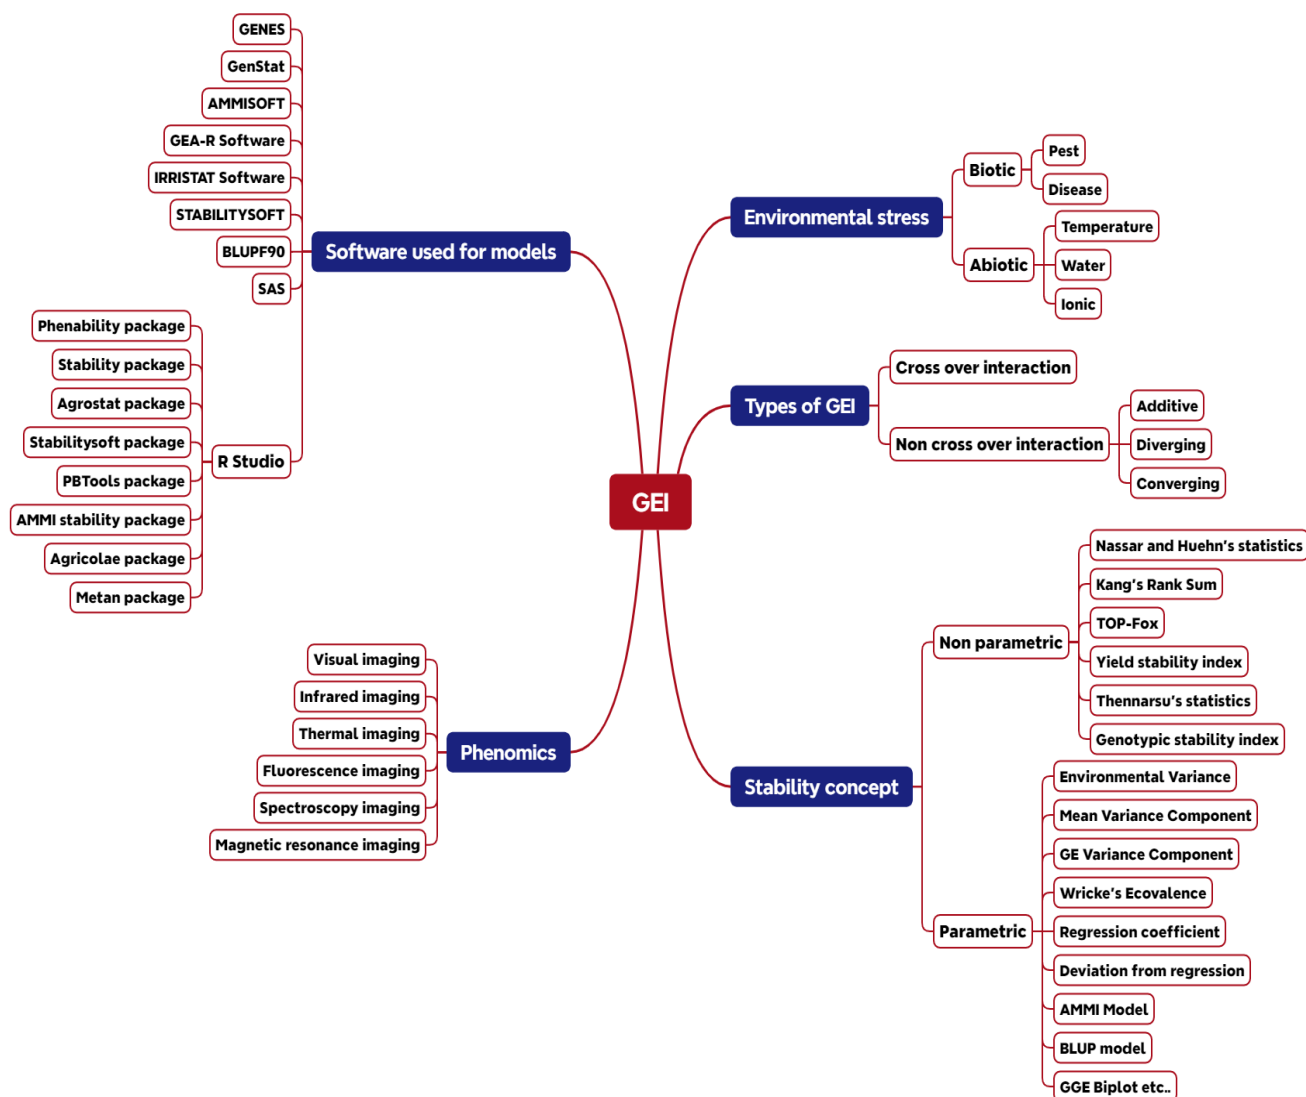 GENES
GenStat
AMMISOFT
GEA-R Software
IRRISTAT Software
STABILITYSOFT
BLUPF90
SAS
Software used for models
Phenability package
Stability package
Agrostat package
Stabilitysoft package
PBTools package
AMMI stability package
Agricolae package
Metan package
R Studio
Visual imaging
Infrared imaging
Thermal imaging
Fluorescence imaging
Spectroscopy imaging
Magnetic resonance imaging
Phenomics
GEI
Environmental stress
Biotic
Pest
Disease
Abiotic
Temperature
Water
Ionic
Types of GEI
Cross over interaction
Non cross over interaction
Additive
Diverging
Converging
Stability concept
Non parametric
Nassar and Huehn's statistics
Kang's Rank Sum
TOP-Fox
Yield stability index
Thennarsu's statistics
Genotypic stability index
Parametric
Environmental Variance
Mean Variance Component
GE Variance Component
Wricke's Ecovalence
Regression coefficient
Deviation from regression
AMMI Model
BLUP model
GGE Biplot etc..